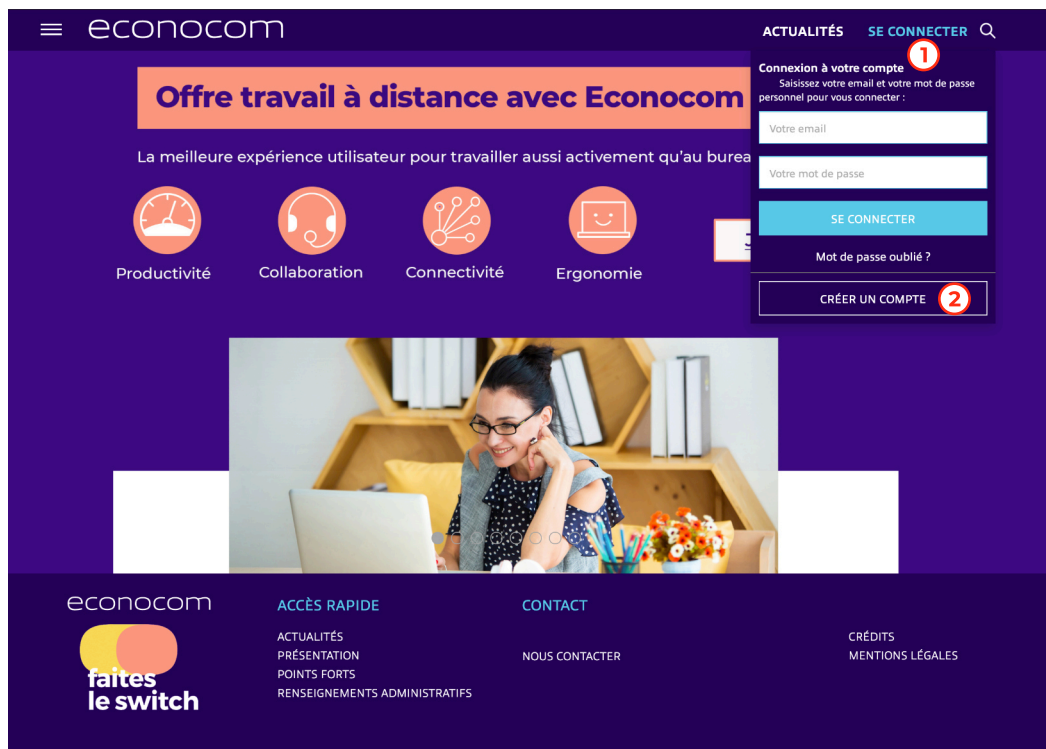 econocom
ACTUALITÉS
SE CONNECTER
1
Connexion à votre compte
Saisissez votre email et votre mot de passe
personnel pour vous connecter :
Votre email
Votre mot de passe
SE CONNECTER
Mot de passe oublié ?
CRÉER UN COMPTE
2
Offre travail à distance avec Econocom
La meilleure expérience utilisateur pour travailler aussi activement qu'au burea
Productivité
Collaboration
Connectivité
Ergonomie
econocom
faites
le switch
ACCÈS RAPIDE
ACTUALITÉS
PRÉSENTATION
POINTS FORTS
RENSEIGNEMENTS ADMINISTRATIFS
CONTACT
NOUS CONTACTER
CRÉDITS
MENTIONS LÉGALES